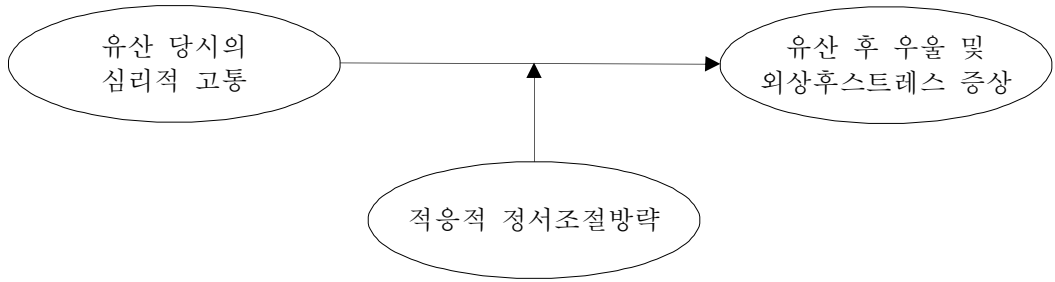 유산 당시의
심리적 고통
유산 후 우울 및
외상후스트레스 증상
적응적 정서조절방략